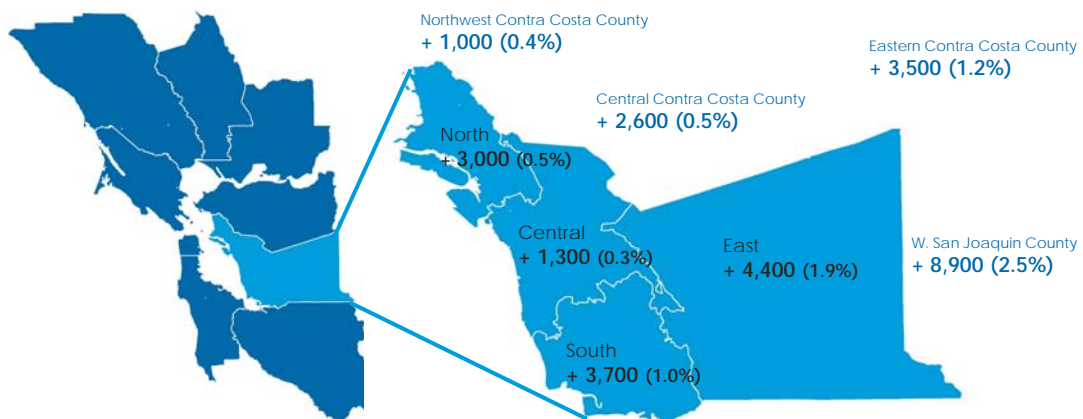 Northwest Contra Costa County
+ 1,000 (0.4%)
Eastern Contra Costa County
+ 3,500 (1.2%)
Central Contra Costa County
+ 2,600 (0.5%)
North
+ 3,000 (0.5%)
Central
+ 1,300 (0.3%)
East
+ 4,400 (1.9%)
W. San Joaquin County
+ 8,900 (2.5%)
South
+ 3,700 (1.0%)